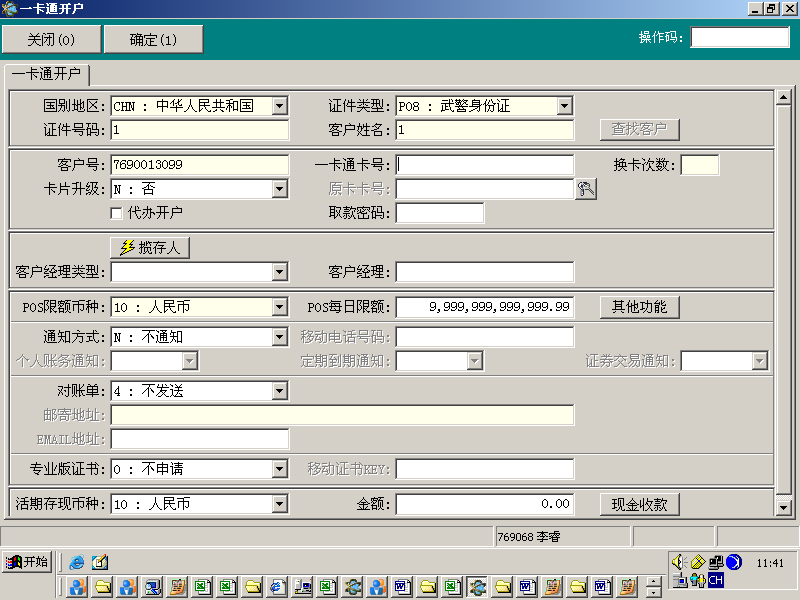 一卡通开户
关闭(O) 确定(1) 操作码:
一卡通开户
国别地区: CHN : 中华人民共和国 证件类型: P08 : 武警身份证
证件号码: 1 客户姓名: 1 查找客户
客户号: 7690013099 一卡通卡号: 换卡次数:
卡片升级: N : 否 原卡卡号:
代办开户 取款密码:
揽存人
客户经理类型: 客户经理:
POS限额币种: 10 : 人民币 POS每日限额: 9,999,999,999,999.99 其他功能
通知方式: N : 不通知 移动电话号码:
个人账务通知: 定期到期通知: 证券交易通知:
对账单: 4 : 不发送
邮寄地址:
EMAIL地址:
专业版证书: 0 : 不申请 移动证书KEY:
活期存现币种: 10 : 人民币 金额: 0.00 现金收款
769068 李睿
开始 11:41
CH